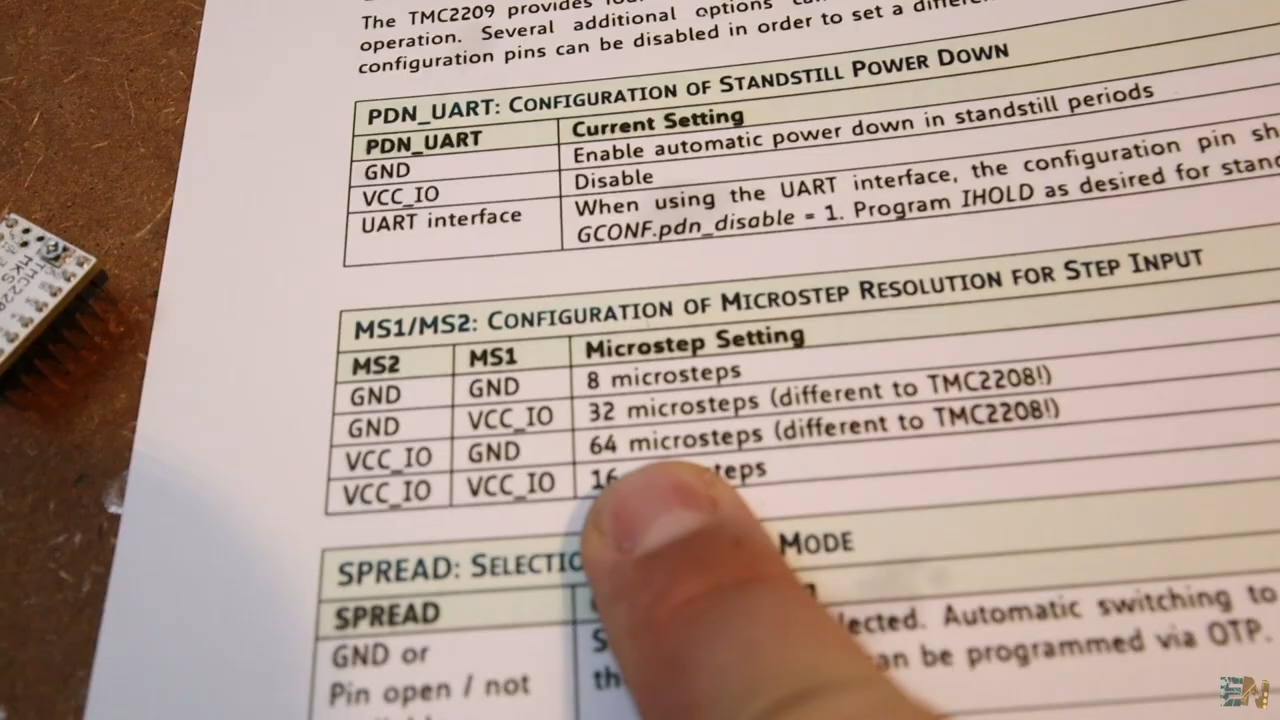 The TMC2209 provides
operation. Several additional options
configuration pins can be disabled in order to set a
PDN_UART: CONFIGURATION OF STANDSTILL POWER DOWN
PDN_UART Current Setting
GND Enable automatic power down in standstill periods
VCC_IO Disable
UART interface When using the UART interface, the configuration pin
GCONF.pdn_disable = 1. Program IHOLD as desired for
MS1/MS2: CONFIGURATION OF MICROSTEP RESOLUTION FOR STEP INPUT
MS2 MS1 Microstep Setting
GND GND 8 microsteps
GND VCC_IO 32 microsteps (different to TMC2208!)
VCC_IO GND 64 microsteps (different to TMC2208!)
VCC_IO VCC_IO 16
SPREAD: MODE
SPREAD
GND or Automatic switching to
Pin open / not can be programmed via OTP.
MKS
EN